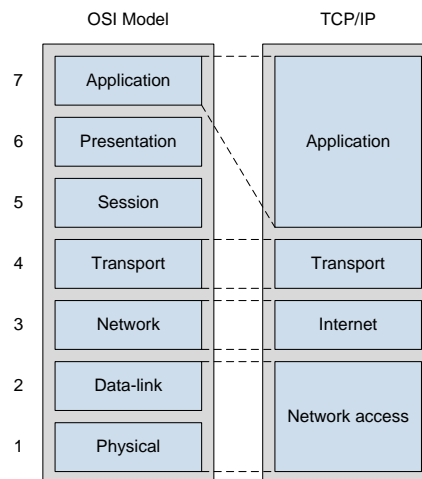 OSI Model TCP/IP
7 Application Application
6 Presentation
5 Session
4 Transport Transport
3 Network Internet
2 Data-link
Network access
1 Physical